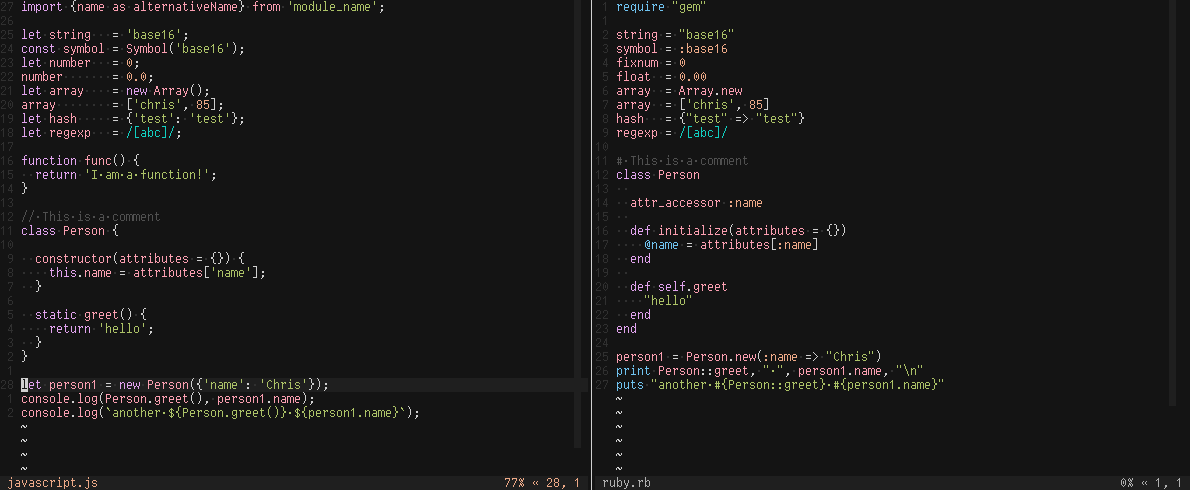 27 import {name as alternativeName} from 'module_name';
26
25 let string···= 'base16';
24 const symbol = Symbol('base16');
23 let number···= 0;
22 number·······= 0.0;
21 let array····= new Array();
20 array········= ['chris', 85];
19 let hash·····= {'test': 'test'};
18 let regexp···= /[abc]/;
17
16 function func() {
15 ··return 'I·am·a·function!';
14 }
13
12 //·This·is·a·comment
11 class Person {
10
9 ··constructor(attributes = {}) {
8 ····this.name = attributes['name'];
7 ··}
6
5 ··static greet() {
4 ····return 'hello';
3 ··}
2 }
1
28 let person1 = new Person({'name': 'Chris'});
1 console.log(Person.greet(), person1.name);
2 console.log(`another·${Person.greet()}·${person1.name}`);
~
~
~
~
javascript.js 77% « 28, 1
1 require "gem"
1
2 string = "base16"
3 symbol = :base16
4 fixnum = 0
5 float··= 0.00
6 array··= Array.new
7 array··= ['chris', 85]
8 hash···= {"test" => "test"}
9 regexp = /[abc]/
10
11 #·This·is·a·comment
12 class Person
13 ··
14 ··attr_accessor :name
15 ··
16 ··def initialize(attributes = {})
17 ····@name = attributes[:name]
18 ··end
19 ··
20 ··def self.greet
21 ····"hello"
22 ··end
23 end
24
25 person1 = Person.new(:name => "Chris")
26 print Person::greet, "·", person1.name, "\n"
27 puts "another·#{Person::greet}·#{person1.name}"
~
~
~
~
~
~
ruby.rb 0% « 1, 1